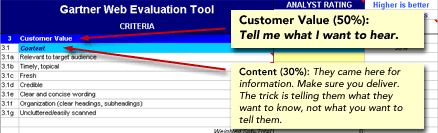 Gartner Web Evaluation Tool
ANALYST RATING
Higher is better
CRITERIA
Customer Value (50%):
Tell me what I want to hear.
3 Customer Value
3.1 Content
3.1a Relevant to target audience
3.1b Timely, topical
3.1c Fresh
3.1d Credible
3.1e Clear and concise wording
3.1f Organization (clear headings, subheadings)
3.1g Uncluttered/easily scanned
Content (30%): They came here for
information. Make sure you deliver.
The trick is telling them what they
want to know, not what you want to
tell them.